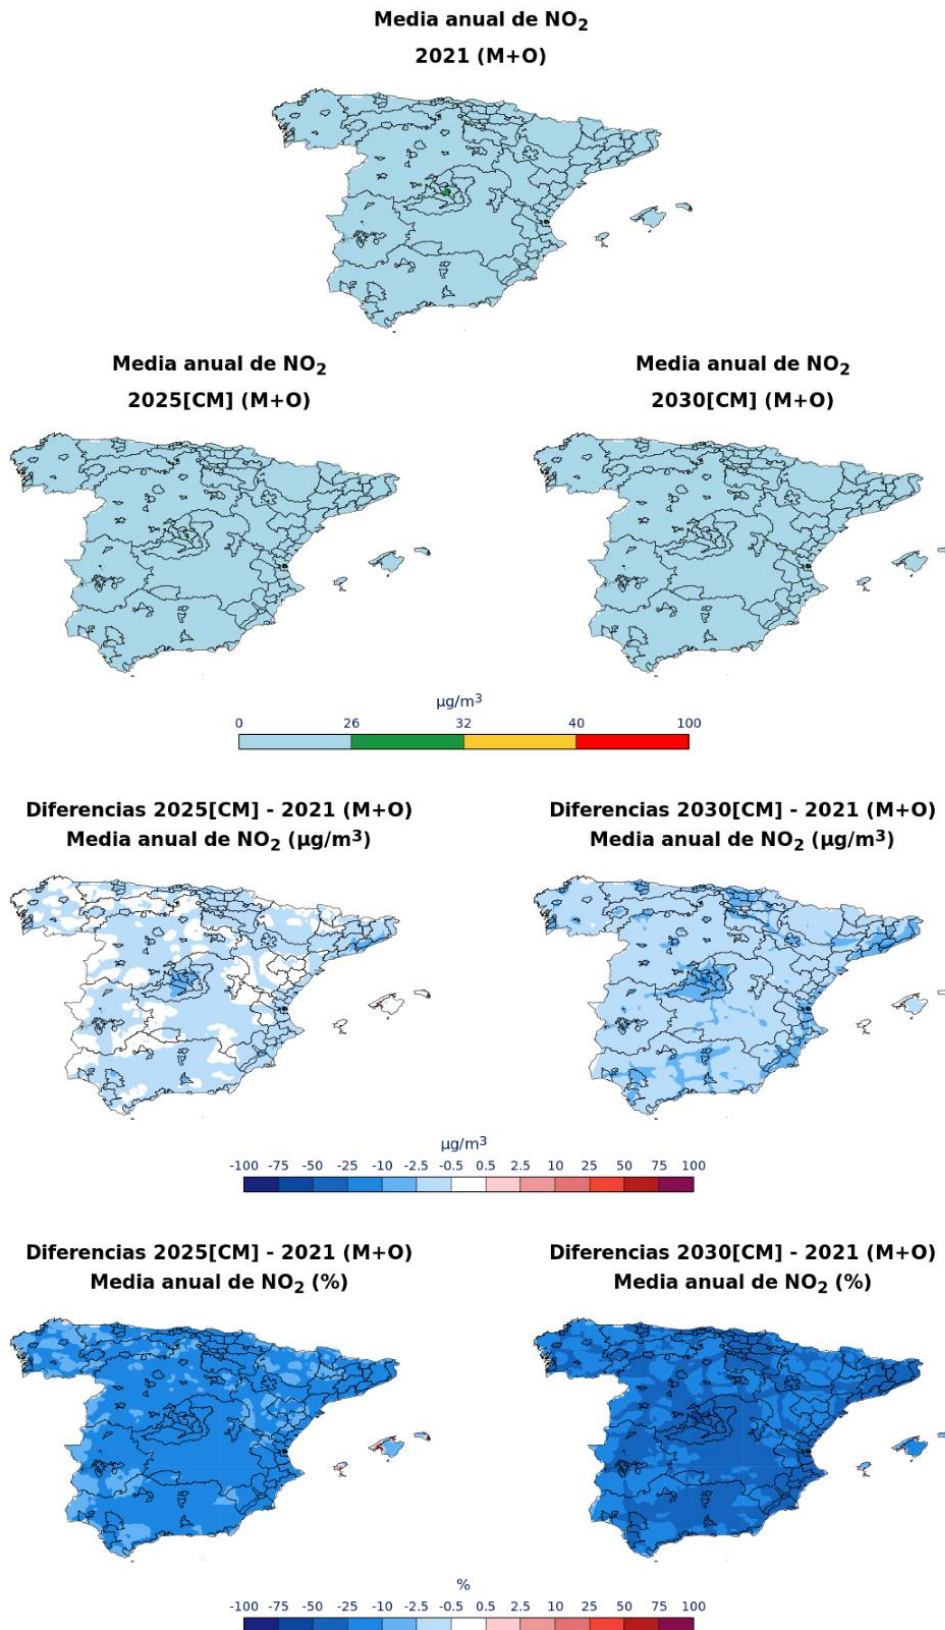 Media anual de NO₂
2021 (M+O)
Media anual de NO₂
2025[CM] (M+O)
Media anual de NO₂
2030[CM] (M+O)
µg/m³
0 26 32 40 100
Diferencias 2025[CM] - 2021 (M+O)
Media anual de NO₂ (µg/m³)
Diferencias 2030[CM] - 2021 (M+O)
Media anual de NO₂ (µg/m³)
µg/m³
-100 -75 -50 -25 -10 -2.5 -0.5 0.5 2.5 10 25 50 75 100
Diferencias 2025[CM] - 2021 (M+O)
Media anual de NO₂ (%)
Diferencias 2030[CM] - 2021 (M+O)
Media anual de NO₂ (%)
%
-100 -75 -50 -25 -10 -2.5 -0.5 0.5 2.5 10 25 50 75 100